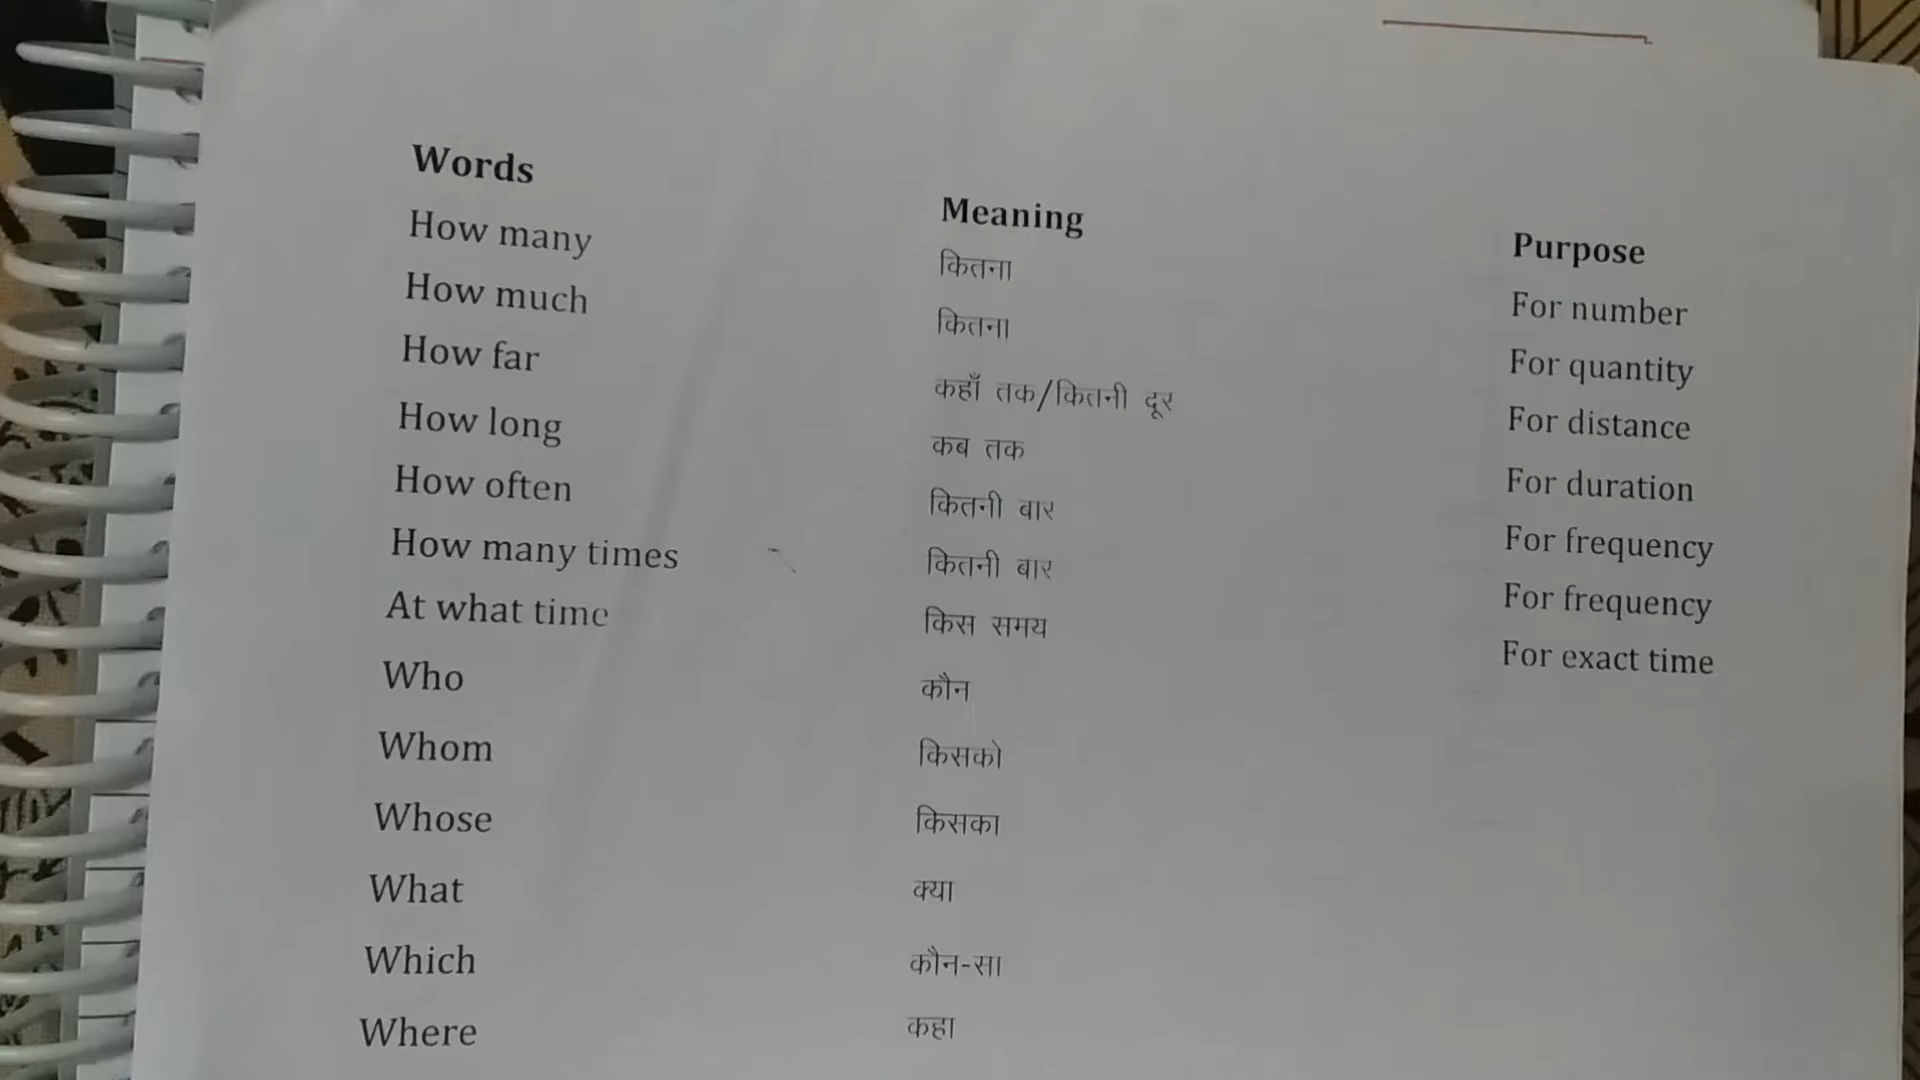 Words Meaning Purpose
How many कितना For number
How much कितना For quantity
How far कहाँ तक/कितनी दूर For distance
How long कब तक For duration
How often कितनी बार For frequency
How many times कितनी बार For frequency
At what time किस समय For exact time
Who कौन
Whom किसको
Whose किसका
What क्या
Which कौन-सा
Where कहा